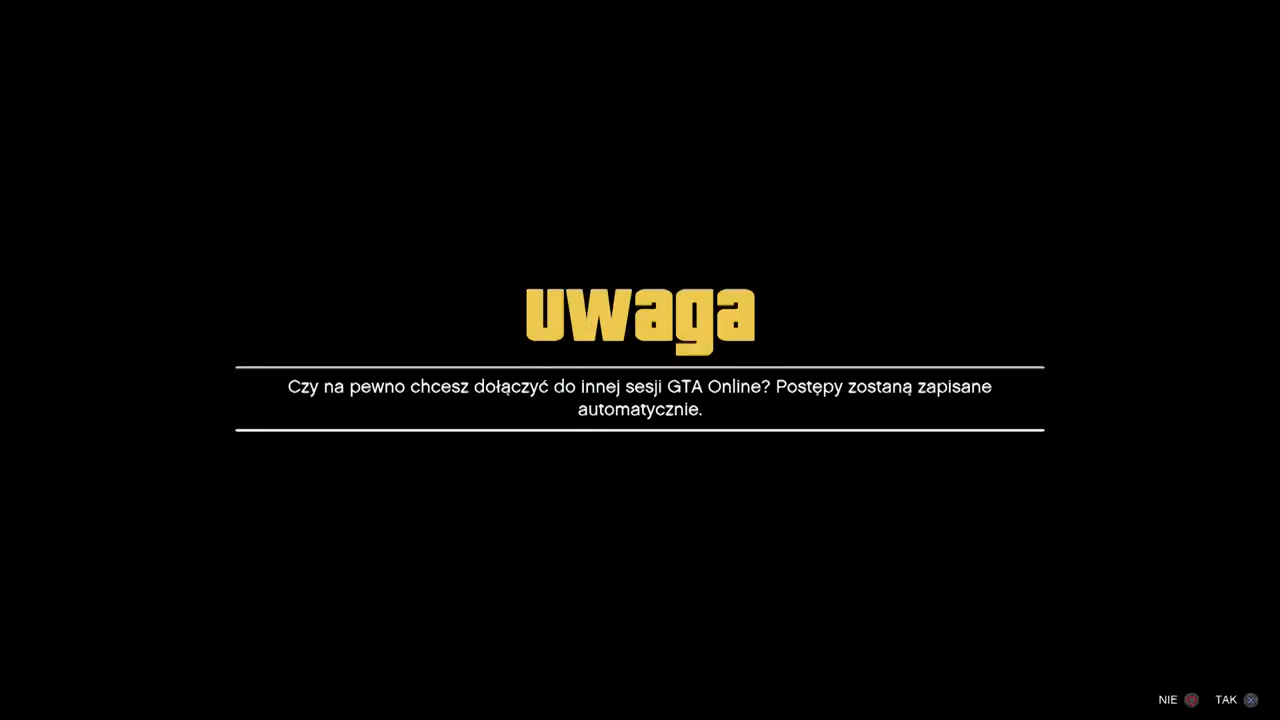 uwaga
Czy na pewno chcesz dołączyć do innej sesji GTA Online? Postępy zostaną zapisane
automatycznie.
NIE TAK